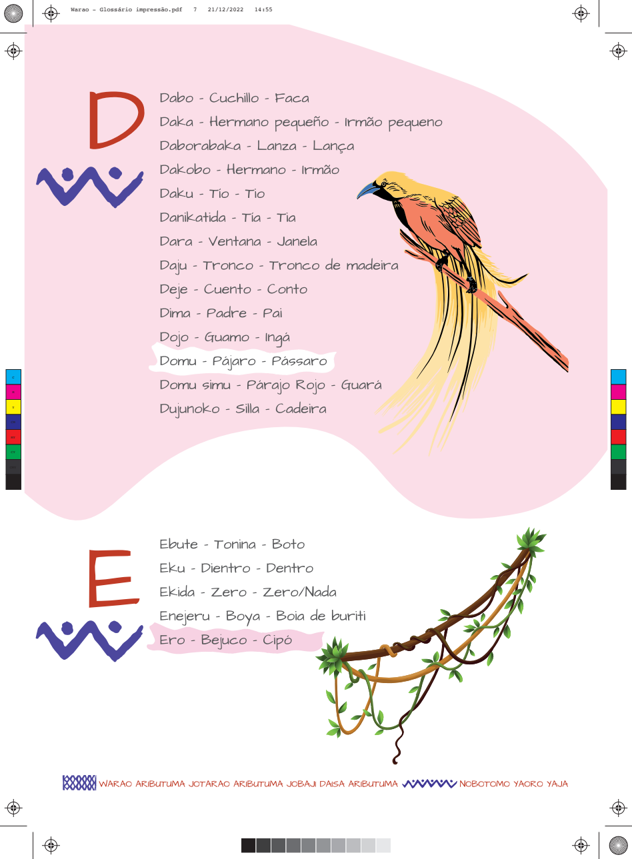 Warao - Glossário impressão.pdf 7 21/12/2022 14:55
D
Dabo - Cuchillo - Faca
Daka - Hermano pequeño - Irmão pequeno
Daborabaka - Lanza - Lança
Dakobo - Hermano - Irmão
Daku - Tío - Tio
Danikatida - Tía - Tia
Dara - Ventana - Janela
Daju - Tronco - Tronco de madeira
Deje - Cuento - Conto
Dima - Padre - Pai
Dojo - Guamo - Ingá
Domu - Pájaro - Pássaro
Domu simu - Párajo Rojo - Guará
Dujunoko - Silla - Cadeira
E
Ebute - Tonina - Boto
Eku - Dientro - Dentro
Ekida - Zero - Zero/Nada
Enejeru - Boya - Boia de buriti
Ero - Bejuco - Cipó
WARAO ARIBUTUMA JOTARAO ARIBUTUMA JOBAJI DAISA ARIBUTUMA NOBOTOMO YAORO YAJA